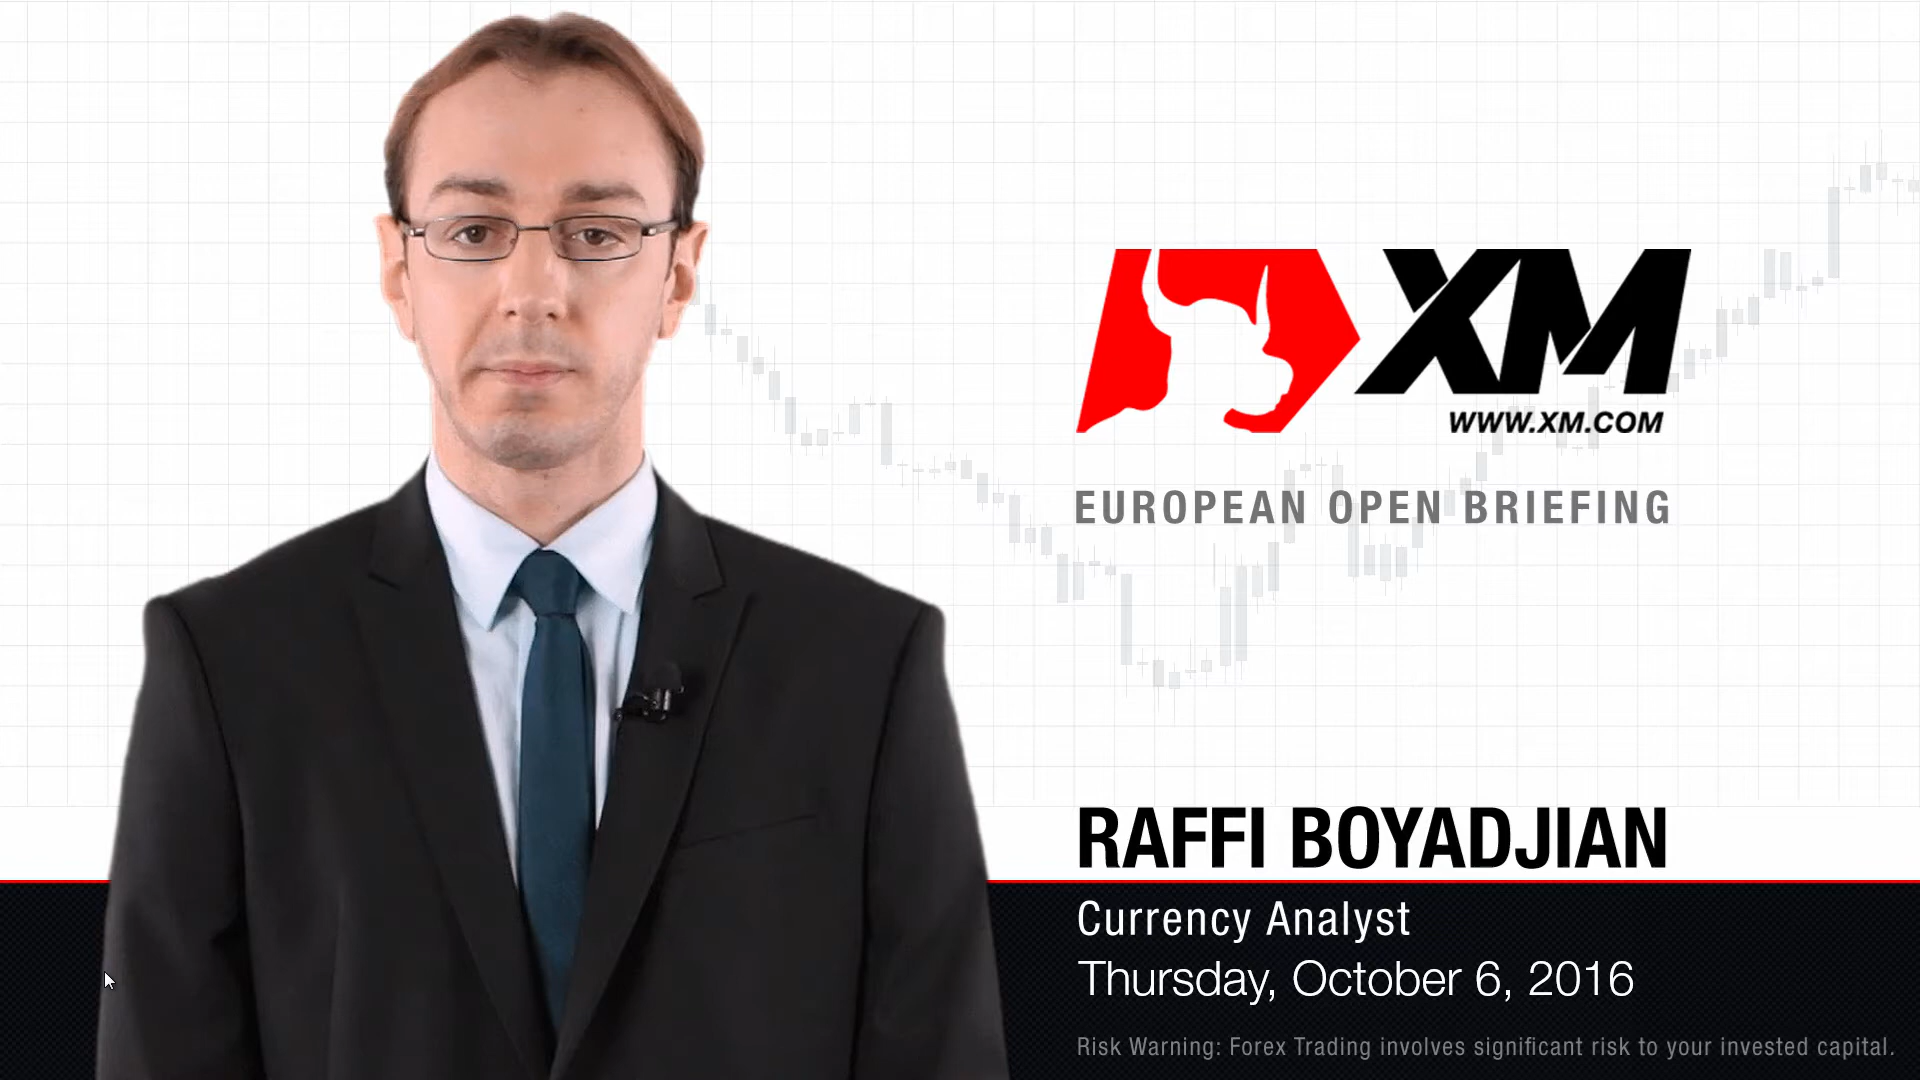 XM
WWW.XM.COM
EUROPEAN OPEN BRIEFING
RAFFI BOYADJIAN
Currency Analyst
Thursday, October 6, 2016
Risk Warning: Forex Trading involves significant risk to your invested capital.